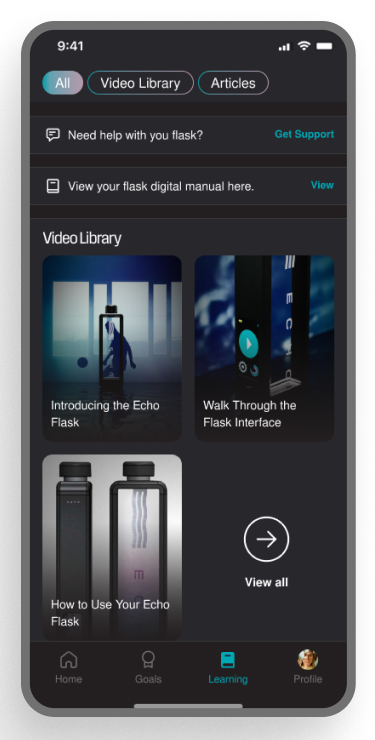 9:41
All
Video Library
Articles
Need help with you flask?
Get Support
View your flask digital manual here.
View
Video Library
ECHO
Introducing the Echo
Flask
Walk Through the
Flask Interface
How to Use Your Echo
Flask
View all
Home
Goals
Learning
Profile